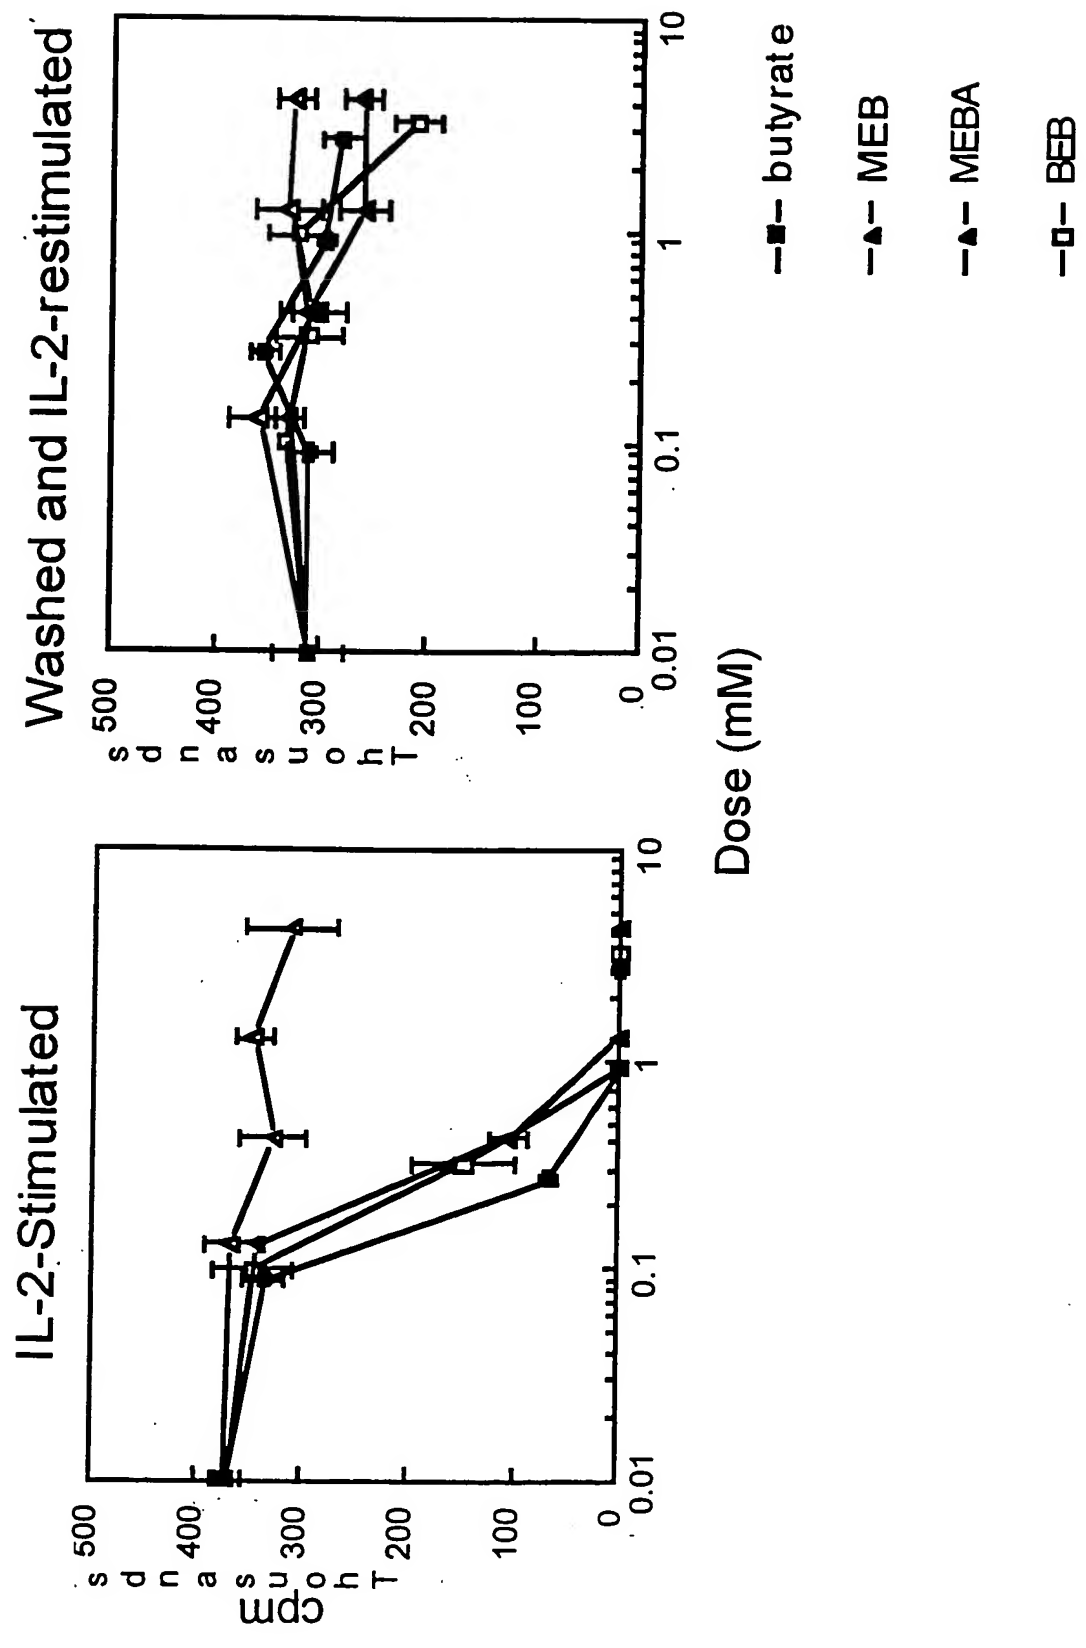 IL-2-Stimulated
cpm
Thousands
500
400
300
200
100
0
0.01
0.1
1
10
Washed and IL-2-restimulated
Thousands
500
400
300
200
100
0
0.01
0.1
1
10
Dose (mM)
butyrate
MEB
MEBA
BEB